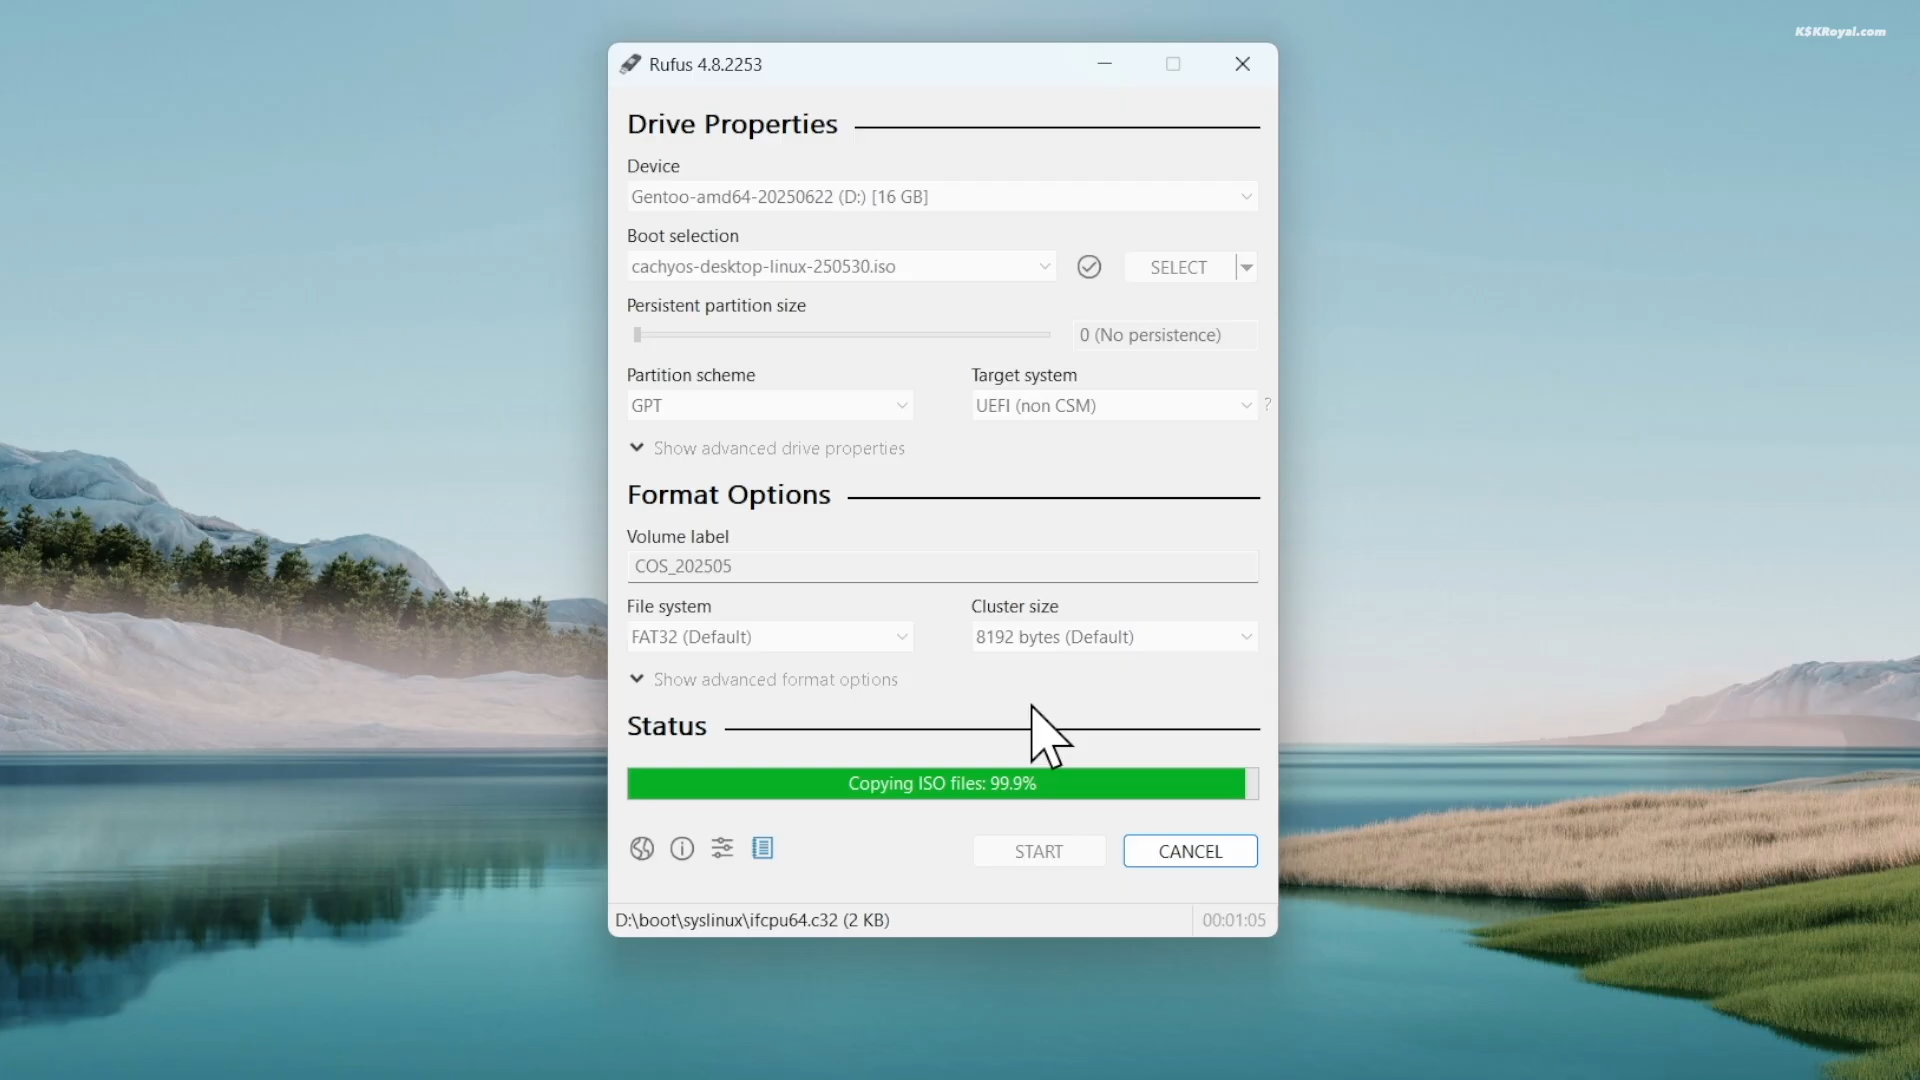 K$KRoyal.com
Rufus 4.8.2253
Drive Properties
Device
Gentoo-amd64-20250622 (D:) [16 GB]
Boot selection
cachyos-desktop-linux-250530.iso
SELECT
Persistent partition size
0 (No persistence)
Partition scheme
Target system
GPT
UEFI (non CSM)
?
Show advanced drive properties
Format Options
Volume label
COS_202505
File system
Cluster size
FAT32 (Default)
8192 bytes (Default)
Show advanced format options
Status
Copying ISO files: 99.9%
START
CANCEL
D:\boot\syslinux\ifcpu64.c32 (2 KB)
00:01:05